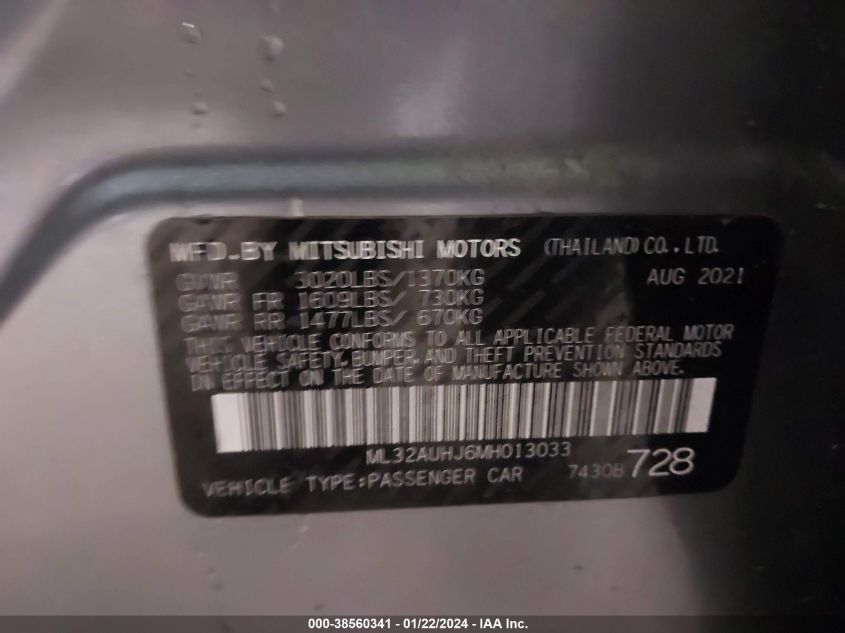 MFD.BY MITSUBISHI MOTORS (THAILAND) CO.,LTD.
GVWR 3020LBS/1370KG AUG 2021
GAWR FR 1609LBS/ 730KG
GAWR RR 1477LBS/ 670KG
THIS VEHICLE CONFORMS TO ALL APPLICABLE FEDERAL MOTOR
VEHICLE SAFETY, BUMPER, AND THEFT PREVENTION STANDARDS
IN EFFECT ON THE DATE OF MANUFACTURE SHOWN ABOVE.
ML32AUHJ6MH013033
VEHICLE TYPE:PASSENGER CAR 7430B 728
000-38560341 - 01/22/2024 - IAA Inc.